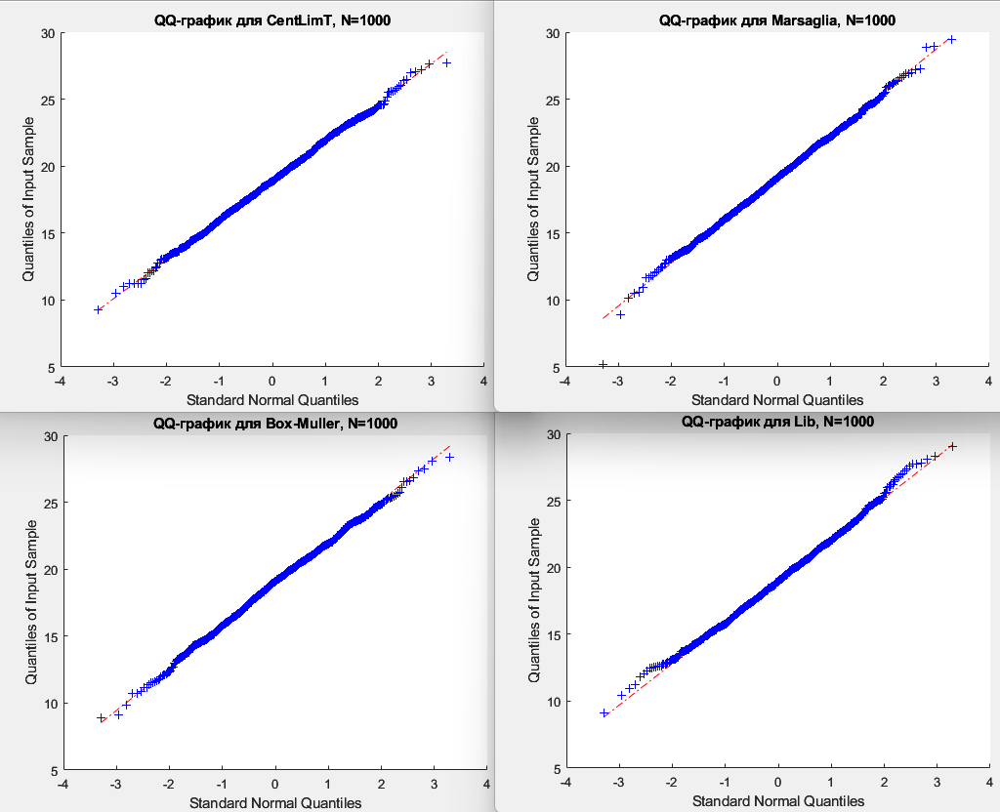 QQ-график для CentLimT, N=1000
30
25
20
15
10
5
Quantiles of Input Sample
-4 -3 -2 -1 0 1 2 3 4
Standard Normal Quantiles
QQ-график для Marsaglia, N=1000
30
25
20
15
10
5
Quantiles of Input Sample
-4 -3 -2 -1 0 1 2 3 4
Standard Normal Quantiles
QQ-график для Box-Muller, N=1000
30
25
20
15
10
5
Quantiles of Input Sample
-4 -3 -2 -1 0 1 2 3 4
Standard Normal Quantiles
QQ-график для Lib, N=1000
30
25
20
15
10
5
Quantiles of Input Sample
-4 -3 -2 -1 0 1 2 3 4
Standard Normal Quantiles